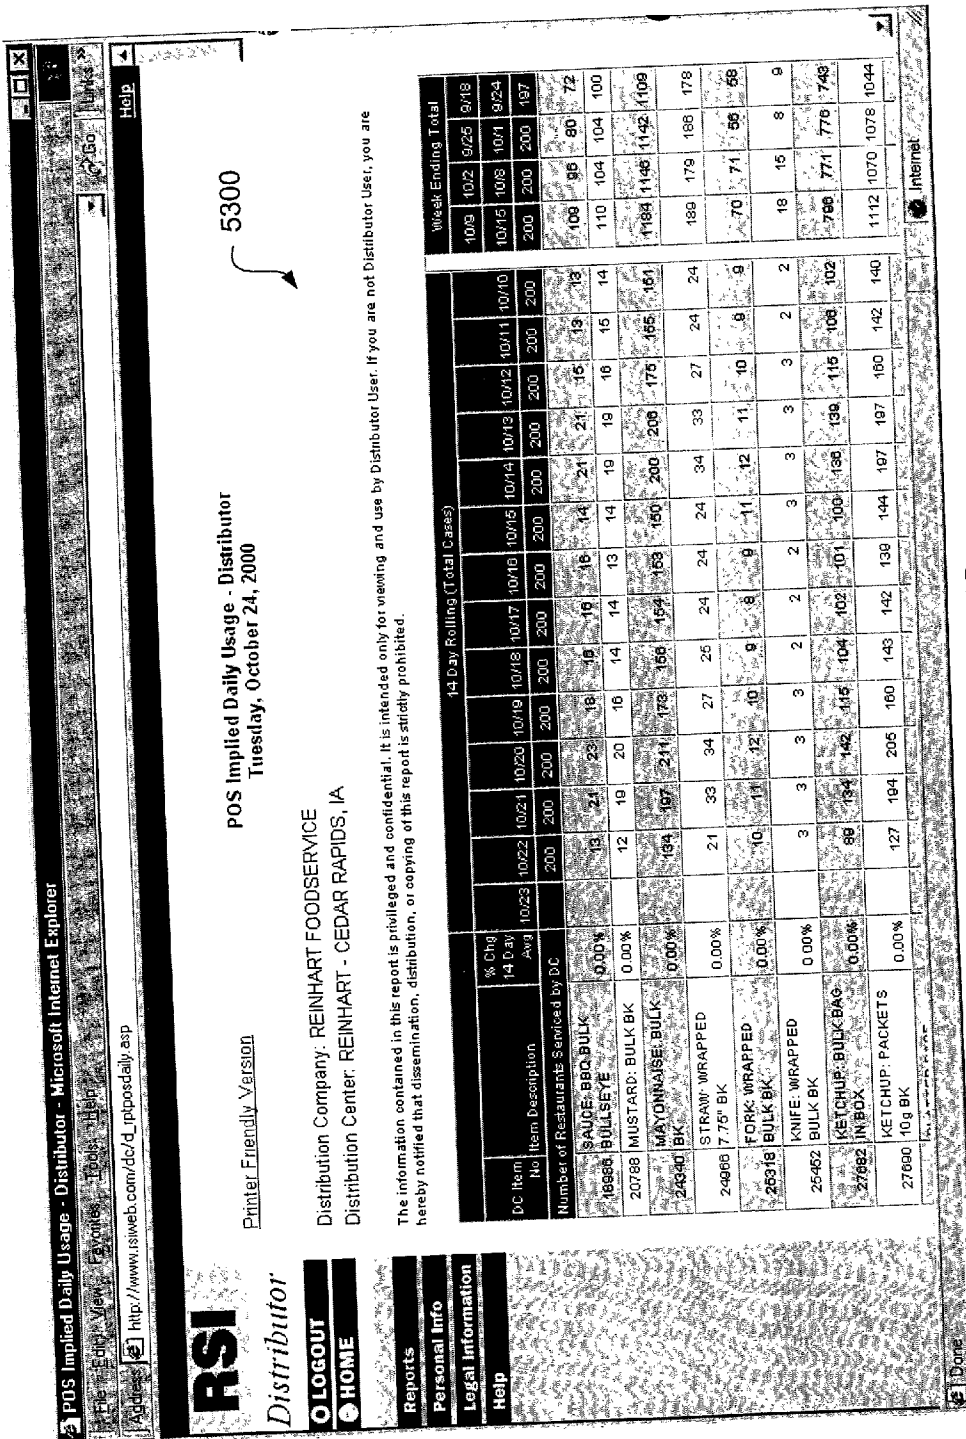 POS Implied Daily Usage - Distributor - Microsoft Internet Explorer
File Edit View Favorites Tools Help
Address http://www.rsiweb.com/dc/d_rptposdaily.asp Go Links »
Help
RSI
Distributor
LOGOUT
HOME
Reports
Personal Info
Legal Information
Help
Printer Friendly Version
POS Implied Daily Usage - Distributor
Tuesday, October 24, 2000
5300
Distribution Company: REINHART FOODSERVICE
Distribution Center: REINHART - CEDAR RAPIDS, IA
The information contained in this report is privileged and confidential. It is intended only for viewing and use by Distributor User. If you are not Distributor User, you are
hereby notified that dissemination, distribution, or copying of this report is strictly prohibited.
14 Day Rolling (Total Cases) Week Ending Total
% Chg 10/9 10/2 9/25 9/18
DC Item 14 Day
No Item Description Avg 10/23 10/22 10/21 10/20 10/19 10/18 10/17 10/16 10/15 10/14 10/13 10/12 10/11 10/10 10/15 10/8 10/1 9/24
Number of Restaurants Serviced by DC 200 200 200 200 200 200 200 200 200 200 200 200 200 200 200 200 197
SAUCE: BBQ BULK
18986 BULLSEYE 0.00% 13 21 23 18 16 16 16 14 21 21 15 13 13 109 96 80 72
20788 MUSTARD: BULK BK 0.00% 12 19 20 16 14 14 13 14 19 19 16 15 14 110 104 104 100
MAYONNAISE: BULK
24340 BK 0.00% 134 197 211 173 156 154 153 150 200 206 175 155 151 1184 1146 1142 1109
STRAW: WRAPPED
24966 7.75" BK 0.00% 21 33 34 27 25 24 24 24 34 33 27 24 24 189 179 186 178
FORK: WRAPPED
25318 BULK BK 0.00% 10 11 12 10 9 8 9 11 12 11 10 9 9 70 71 56 58
KNIFE: WRAPPED
25452 BULK BK 0.00% 3 3 3 3 2 2 2 3 3 3 3 2 2 18 15 8 9
KETCHUP: BULK BAG
27682 IN BOX 0.00% 89 134 142 115 104 102 101 100 136 139 115 106 102 796 771 776 743
KETCHUP: PACKETS
27690 10g BK 0.00% 127 194 205 160 143 142 139 144 197 197 160 142 140 1112 1070 1078 1044
Done Internet